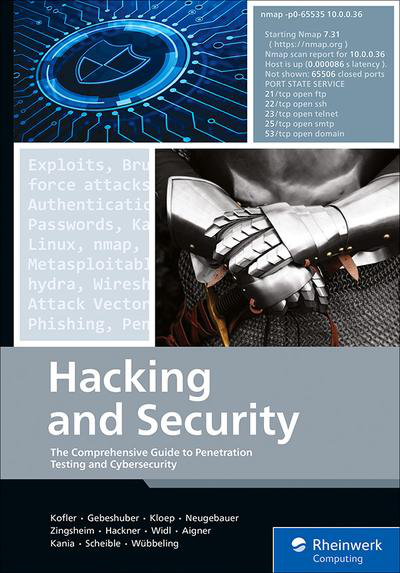 nmap -p0-65535 10.0.0.36
Starting Nmap 7.31
( https://nmap.org )
Nmap scan report for 10.0.0.36
Host is up (0.000086 s latency ).
Not shown: 65506 closed ports
PORT STATE SERVICE
21/tcp open ftp
22/tcp open ssh
23/tcp open telnet
25/tcp open smtp
53/tcp open domain
Exploits, Bru
force attacks
Authenticatio
Passwords, Ka
Linux, nmap,
Metasploitabl
hydra, Wiresh
Attack Vector
Phishing, Pen
Hacking
and Security
The Comprehensive Guide to Penetration
Testing and Cybersecurity
Kofler · Gebeshuber · Kloep · Neugebauer
Zingsheim · Hackner · Widl · Aigner
Kania · Scheible · Wübbeling
Rheinwerk
Computing